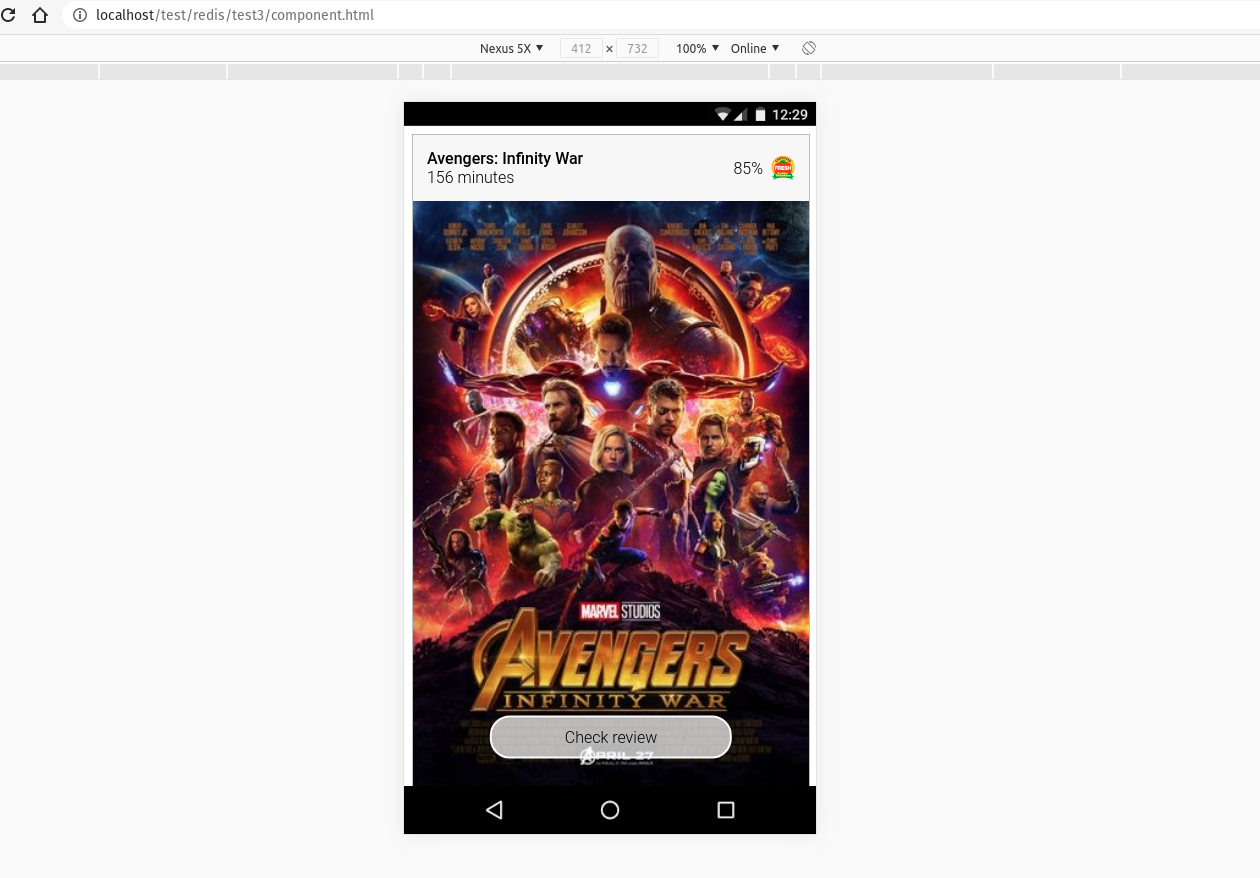 localhost/test/redis/test3/component.html
Nexus 5X ▼ 412 × 732 100% ▼ Online ▼
12:29
Avengers: Infinity War
156 minutes
85%
FRESH
MARVEL STUDIOS
AVENGERS
INFINITY WAR
Check review
APRIL 27